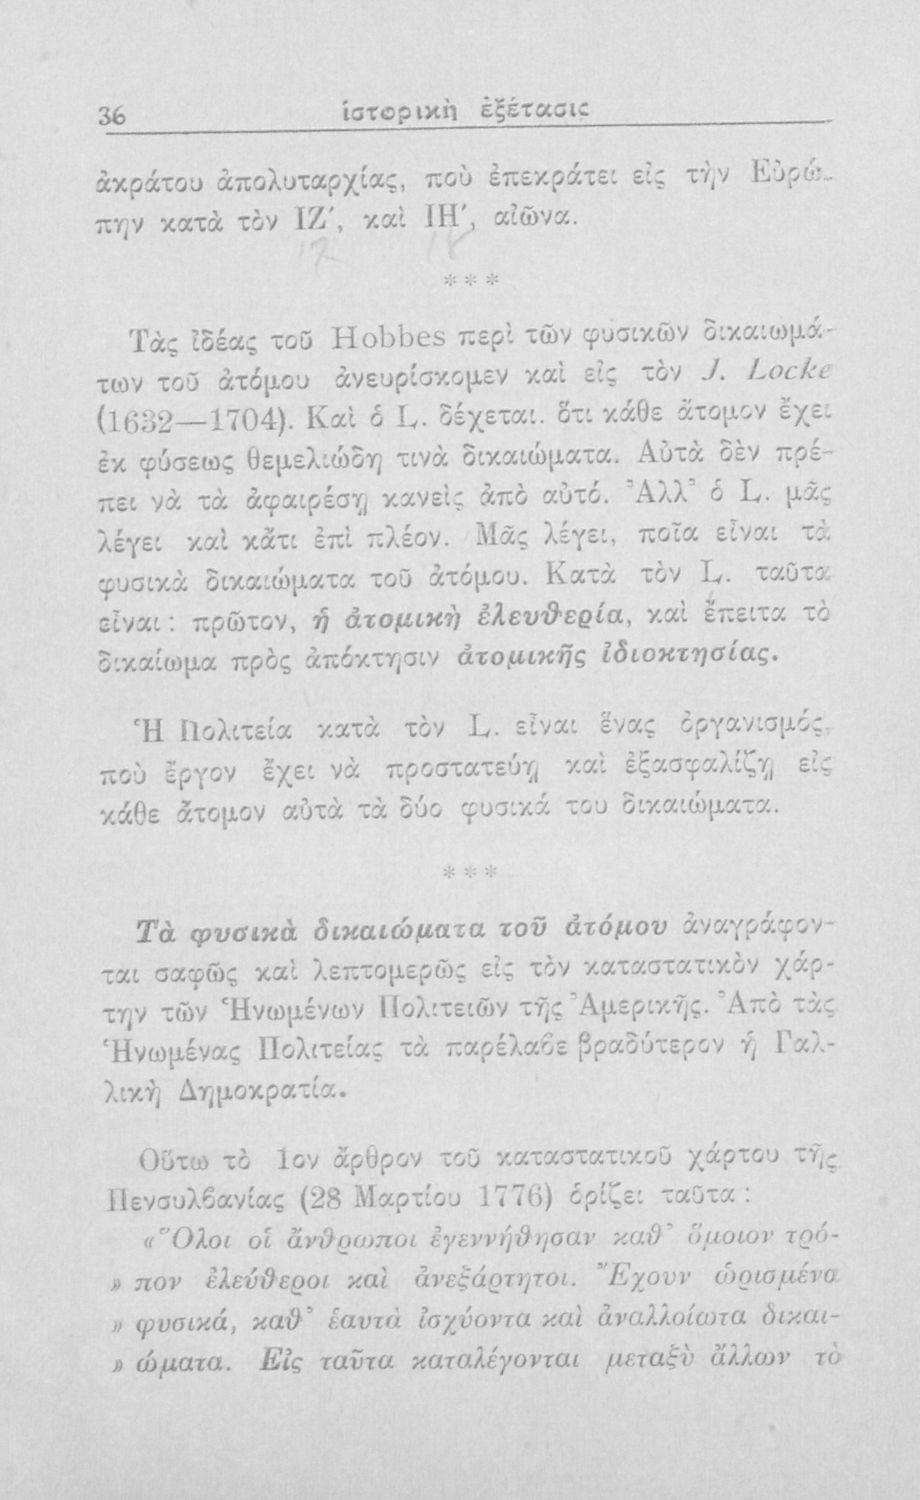 36 ἱστορικὴ ἐξέτασις
ἀκράτου ἀπολυταρχίας, ποὺ ἐπεκράτει εἰς τὴν Εὐρώ-
πην κατὰ τὸν ΙΖ΄, καὶ ΙΗ΄, αἰῶνα.
17 18
* * *
Τὰς ἰδέας τοῦ Hobbes περὶ τῶν φυσικῶν δικαιωμά-
των τοῦ ἀτόμου ἀνευρίσκομεν καὶ εἰς τὸν J. Locke
(1632—1704). Καὶ ὁ L. δέχεται. ὅτι κάθε ἄτομον ἔχει
ἐκ φύσεως θεμελιώδη τινὰ δικαιώματα. Αὐτὰ δὲν πρέ-
πει νὰ τὰ ἀφαιρέσῃ κανεὶς ἀπὸ αὐτό. Ἀλλ᾽ ὁ L. μᾶς
λέγει καὶ κἄτι ἐπὶ πλέον. Μᾶς λέγει, ποῖα εἶναι τὰ
φυσικὰ δικαιώματα τοῦ ἀτόμου. Κατὰ τὸν L. ταῦτα
εἶναι : πρῶτον, ἡ ἀτομικὴ ἐλευθερία, καὶ ἔπειτα τὸ
δικαίωμα πρὸς ἀπόκτησιν ἀτομικῆς ἰδιοκτησίας.
Ἡ Πολιτεία κατὰ τὸν L. εἶναι ἕνας ὀργανισμός,
ποὺ ἔργον ἔχει νὰ προστατεύῃ καὶ ἐξασφαλίζῃ εἰς
κάθε ἄτομον αὐτὰ τὰ δύο φυσικά του δικαιώματα.
* * *
Τὰ φυσικὰ δικαιώματα τοῦ ἀτόμου ἀναγράφον-
ται σαφῶς καὶ λεπτομερῶς εἰς τὸν καταστατικὸν χάρ-
την τῶν Ἡνωμένων Πολιτειῶν τῆς Ἀμερικῆς. Ἀπὸ τὰς
Ἡνωμένας Πολιτείας τὰ παρέλαβε βραδύτερον ἡ Γαλ-
λικὴ Δημοκρατία.
Οὕτω τὸ 1ον ἄρθρον τοῦ καταστατικοῦ χάρτου τῆς
Πενσυλβανίας (28 Μαρτίου 1776) ὁρίζει ταῦτα :
«Ὅλοι οἱ ἄνθρωποι ἐγεννήθησαν καθ᾽ ὅμοιον τρό-
» πον ἐλεύθεροι καὶ ἀνεξάρτητοι. Ἔχουν ὡρισμένα
» φυσικά, καθ᾽ ἑαυτὰ ἰσχύοντα καὶ ἀναλλοίωτα δικαι-
» ώματα. Εἰς ταῦτα καταλέγονται μεταξὺ ἄλλων τὸ